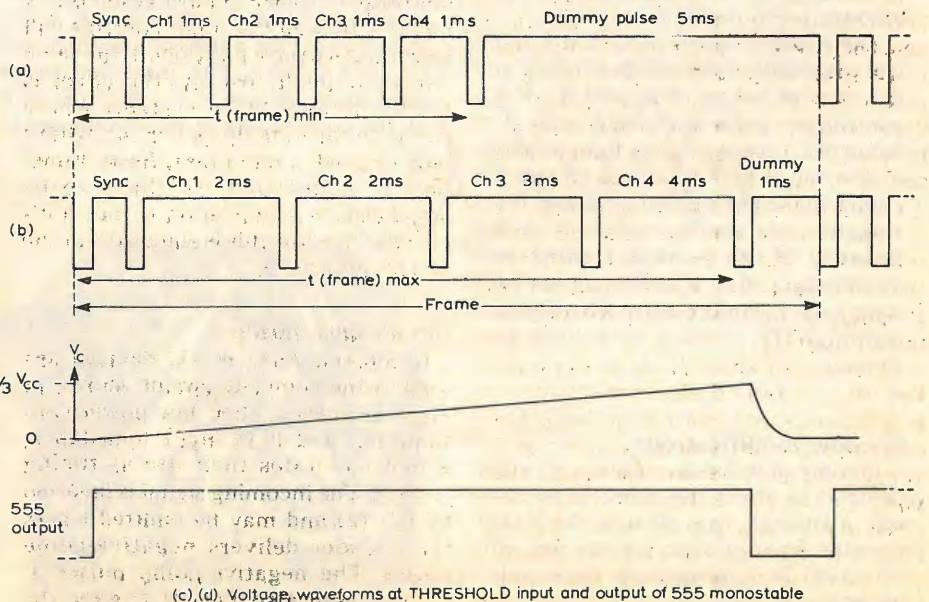 Sync Ch1 1ms Ch2 1ms Ch3 1ms Ch4 1ms Dummy pulse 5ms
(a)
t (frame) min
Dummy
Sync Ch 1 2ms Ch 2 2ms Ch 3 3ms Ch 4 4ms 1ms
(b)
t (frame) max
Frame
Vc
/3 Vcc
0
555
output
(c),(d). Voltage waveforms at THRESHOLD input and output of 555 monostable